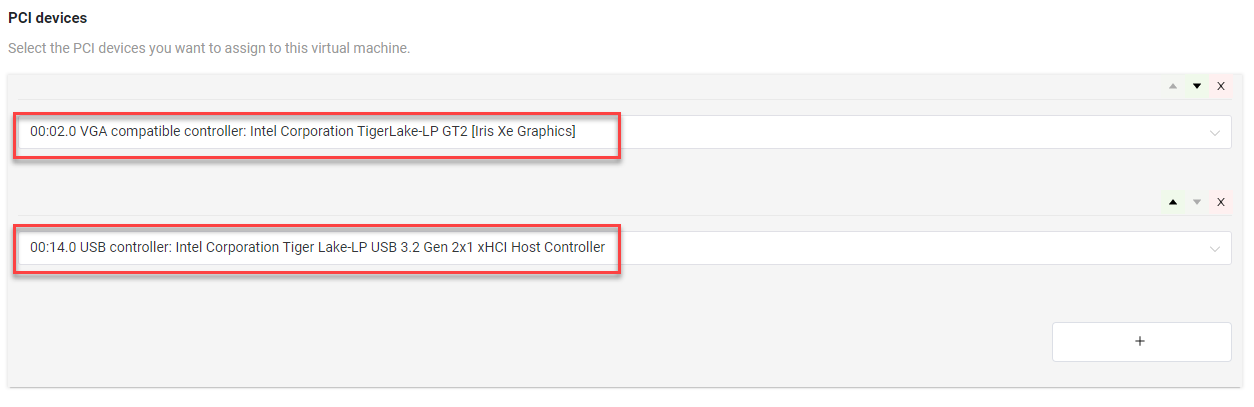 PCI devices
Select the PCI devices you want to assign to this virtual machine.
X
00:02.0 VGA compatible controller: Intel Corporation TigerLake-LP GT2 [Iris Xe Graphics]
X
00:14.0 USB controller: Intel Corporation Tiger Lake-LP USB 3.2 Gen 2x1 xHCI Host Controller
+